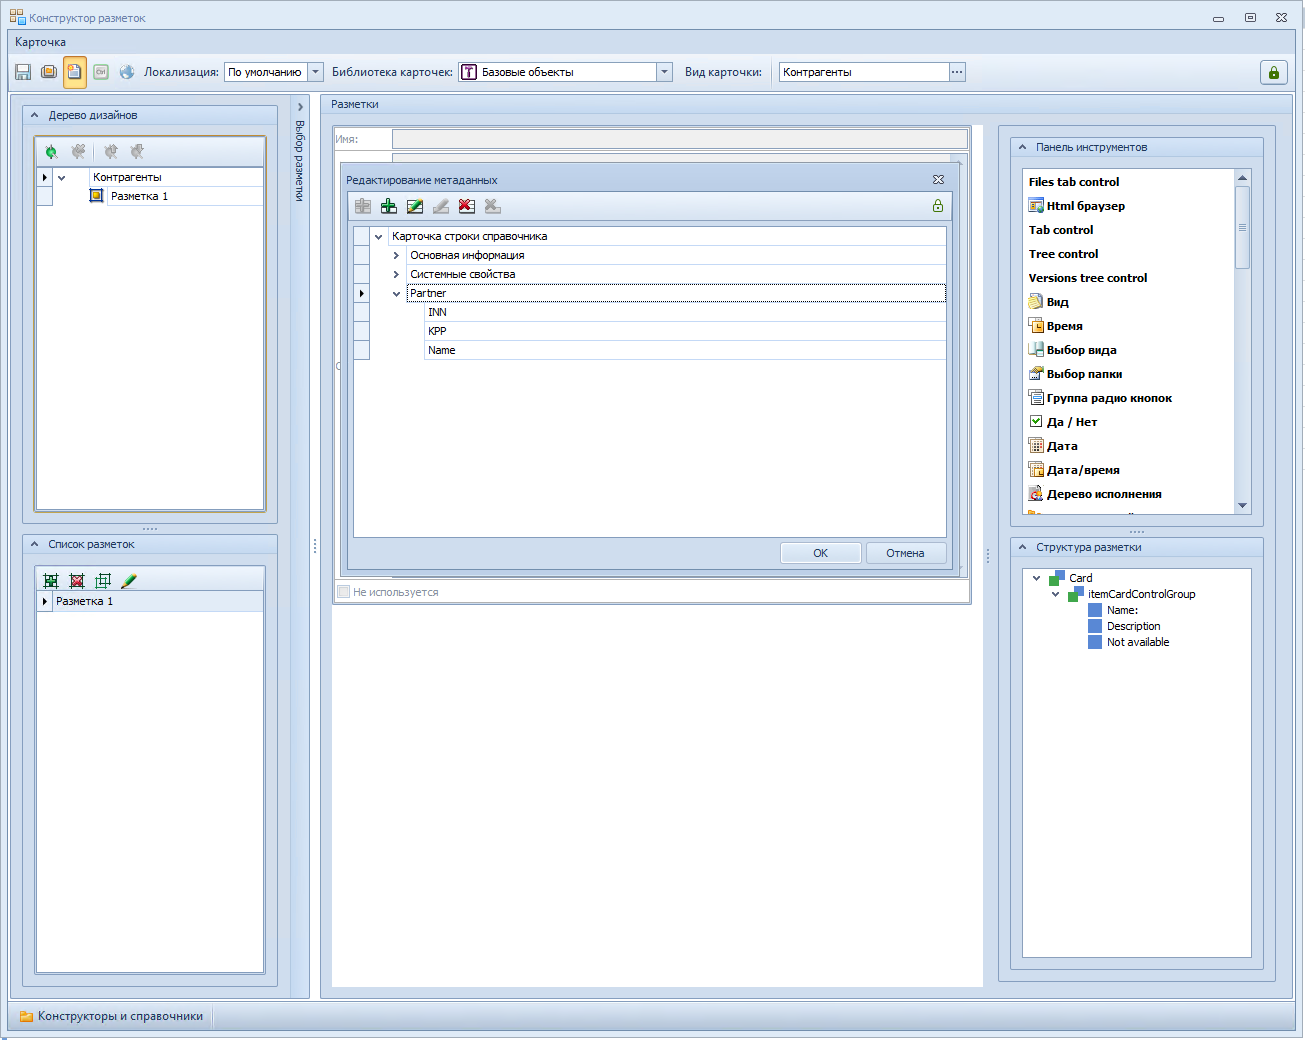 Конструктор разметок
Карточка
Ctrl
Локализация: По умолчанию Библиотека карточек: Базовые объекты Вид карточки: Контрагенты ...
Дерево дизайнов
Контрагенты
Разметка 1
Список разметок
Разметка 1
Выбор разметки
Разметки
Имя:
Редактирование метаданных
Карточка строки справочника
Основная информация
Системные свойства
Partner
INN
KPP
Name
OK Отмена
Не используется
Панель инструментов
Files tab control
Html браузер
Tab control
Tree control
Versions tree control
Вид
Время
Выбор вида
Выбор папки
Группа радио кнопок
Да / Нет
Дата
Дата/время
Дерево исполнения
Структура разметки
Card
itemCardControlGroup
Name:
Description
Not available
Конструкторы и справочники